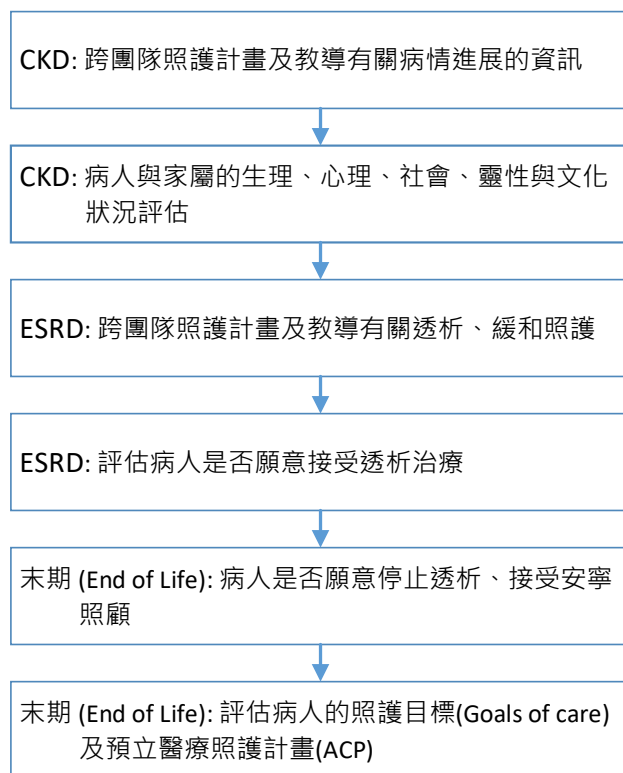 CKD: 跨團隊照護計畫及教導有關病情進展的資訊
CKD: 病人與家屬的生理、心理、社會、靈性與文化
狀況評估
ESRD: 跨團隊照護計畫及教導有關透析、緩和照護
ESRD: 評估病人是否願意接受透析治療
末期 (End of Life): 病人是否願意停止透析、接受安寧
照顧
末期 (End of Life): 評估病人的照護目標(Goals of care)
及預立醫療照護計畫(ACP)